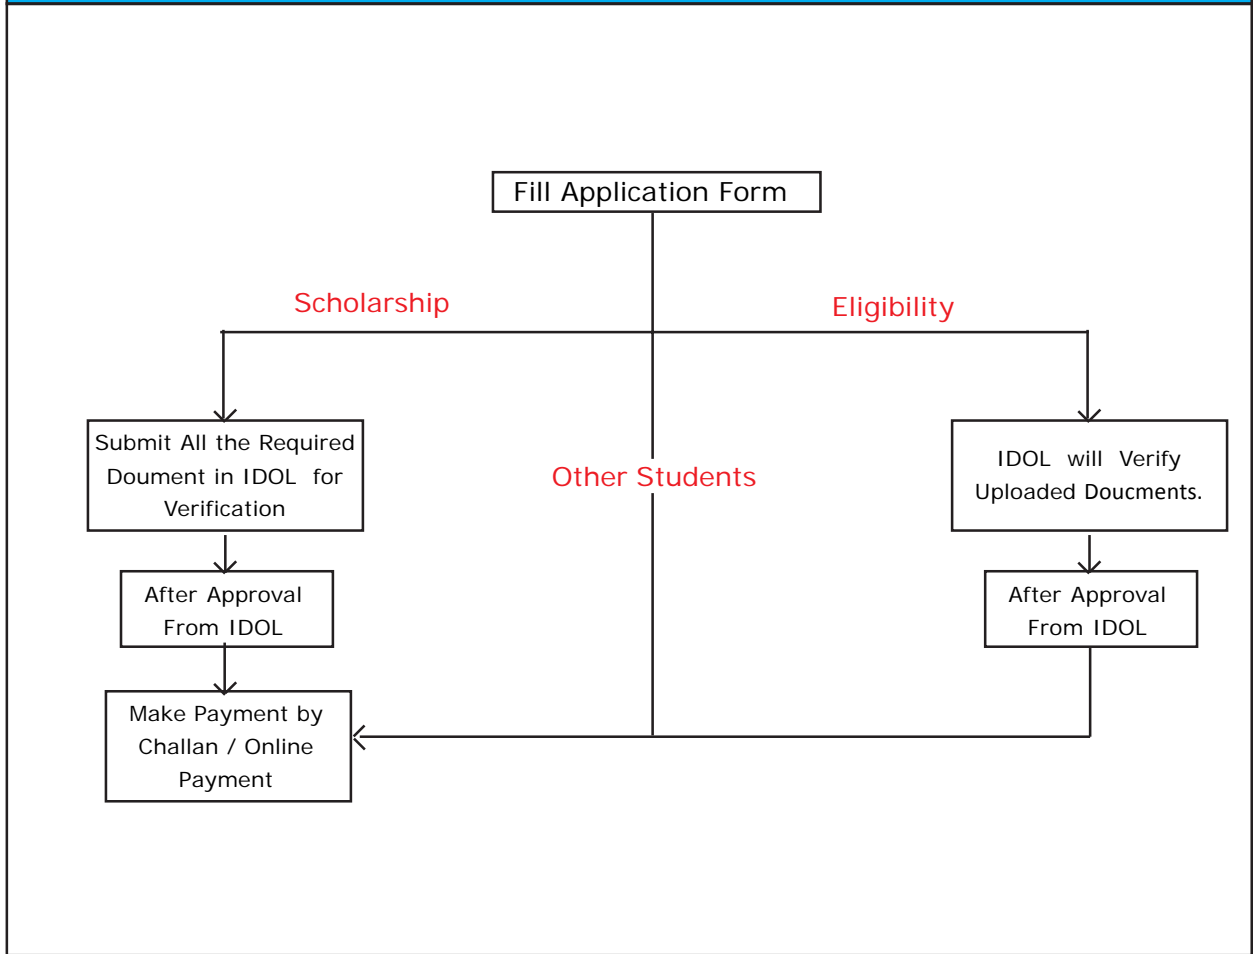 Fill Application Form
Scholarship
Eligibility
Submit All the Required
Doument in IDOL for
Verification
Other Students
IDOL will Verify
Uploaded Doucments.
After Approval
From IDOL
After Approval
From IDOL
Make Payment by
Challan / Online
Payment